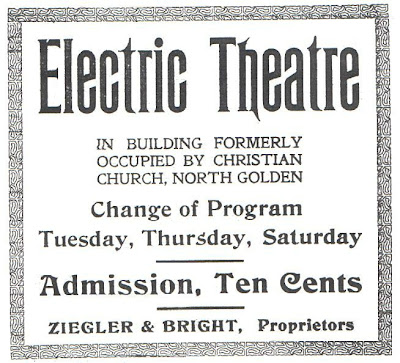 Electric Theatre
IN BUILDING FORMERLY
OCCUPIED BY CHRISTIAN
CHURCH, NORTH GOLDEN
Change of Program
Tuesday, Thursday, Saturday
Admission, Ten Cents
ZIEGLER & BRIGHT, Proprietors